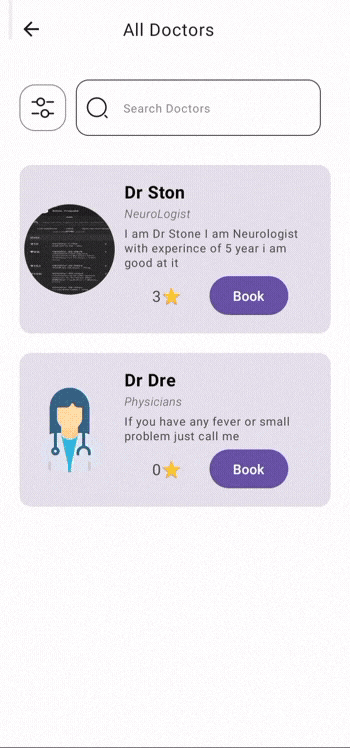 All Doctors
Search Doctors
Dr Ston
NeuroLogist
I am Dr Stone I am Neurologist
with experince of 5 year i am
good at it
3
Book
Dr Dre
Physicians
If you have any fever or small
problem just call me
0
Book